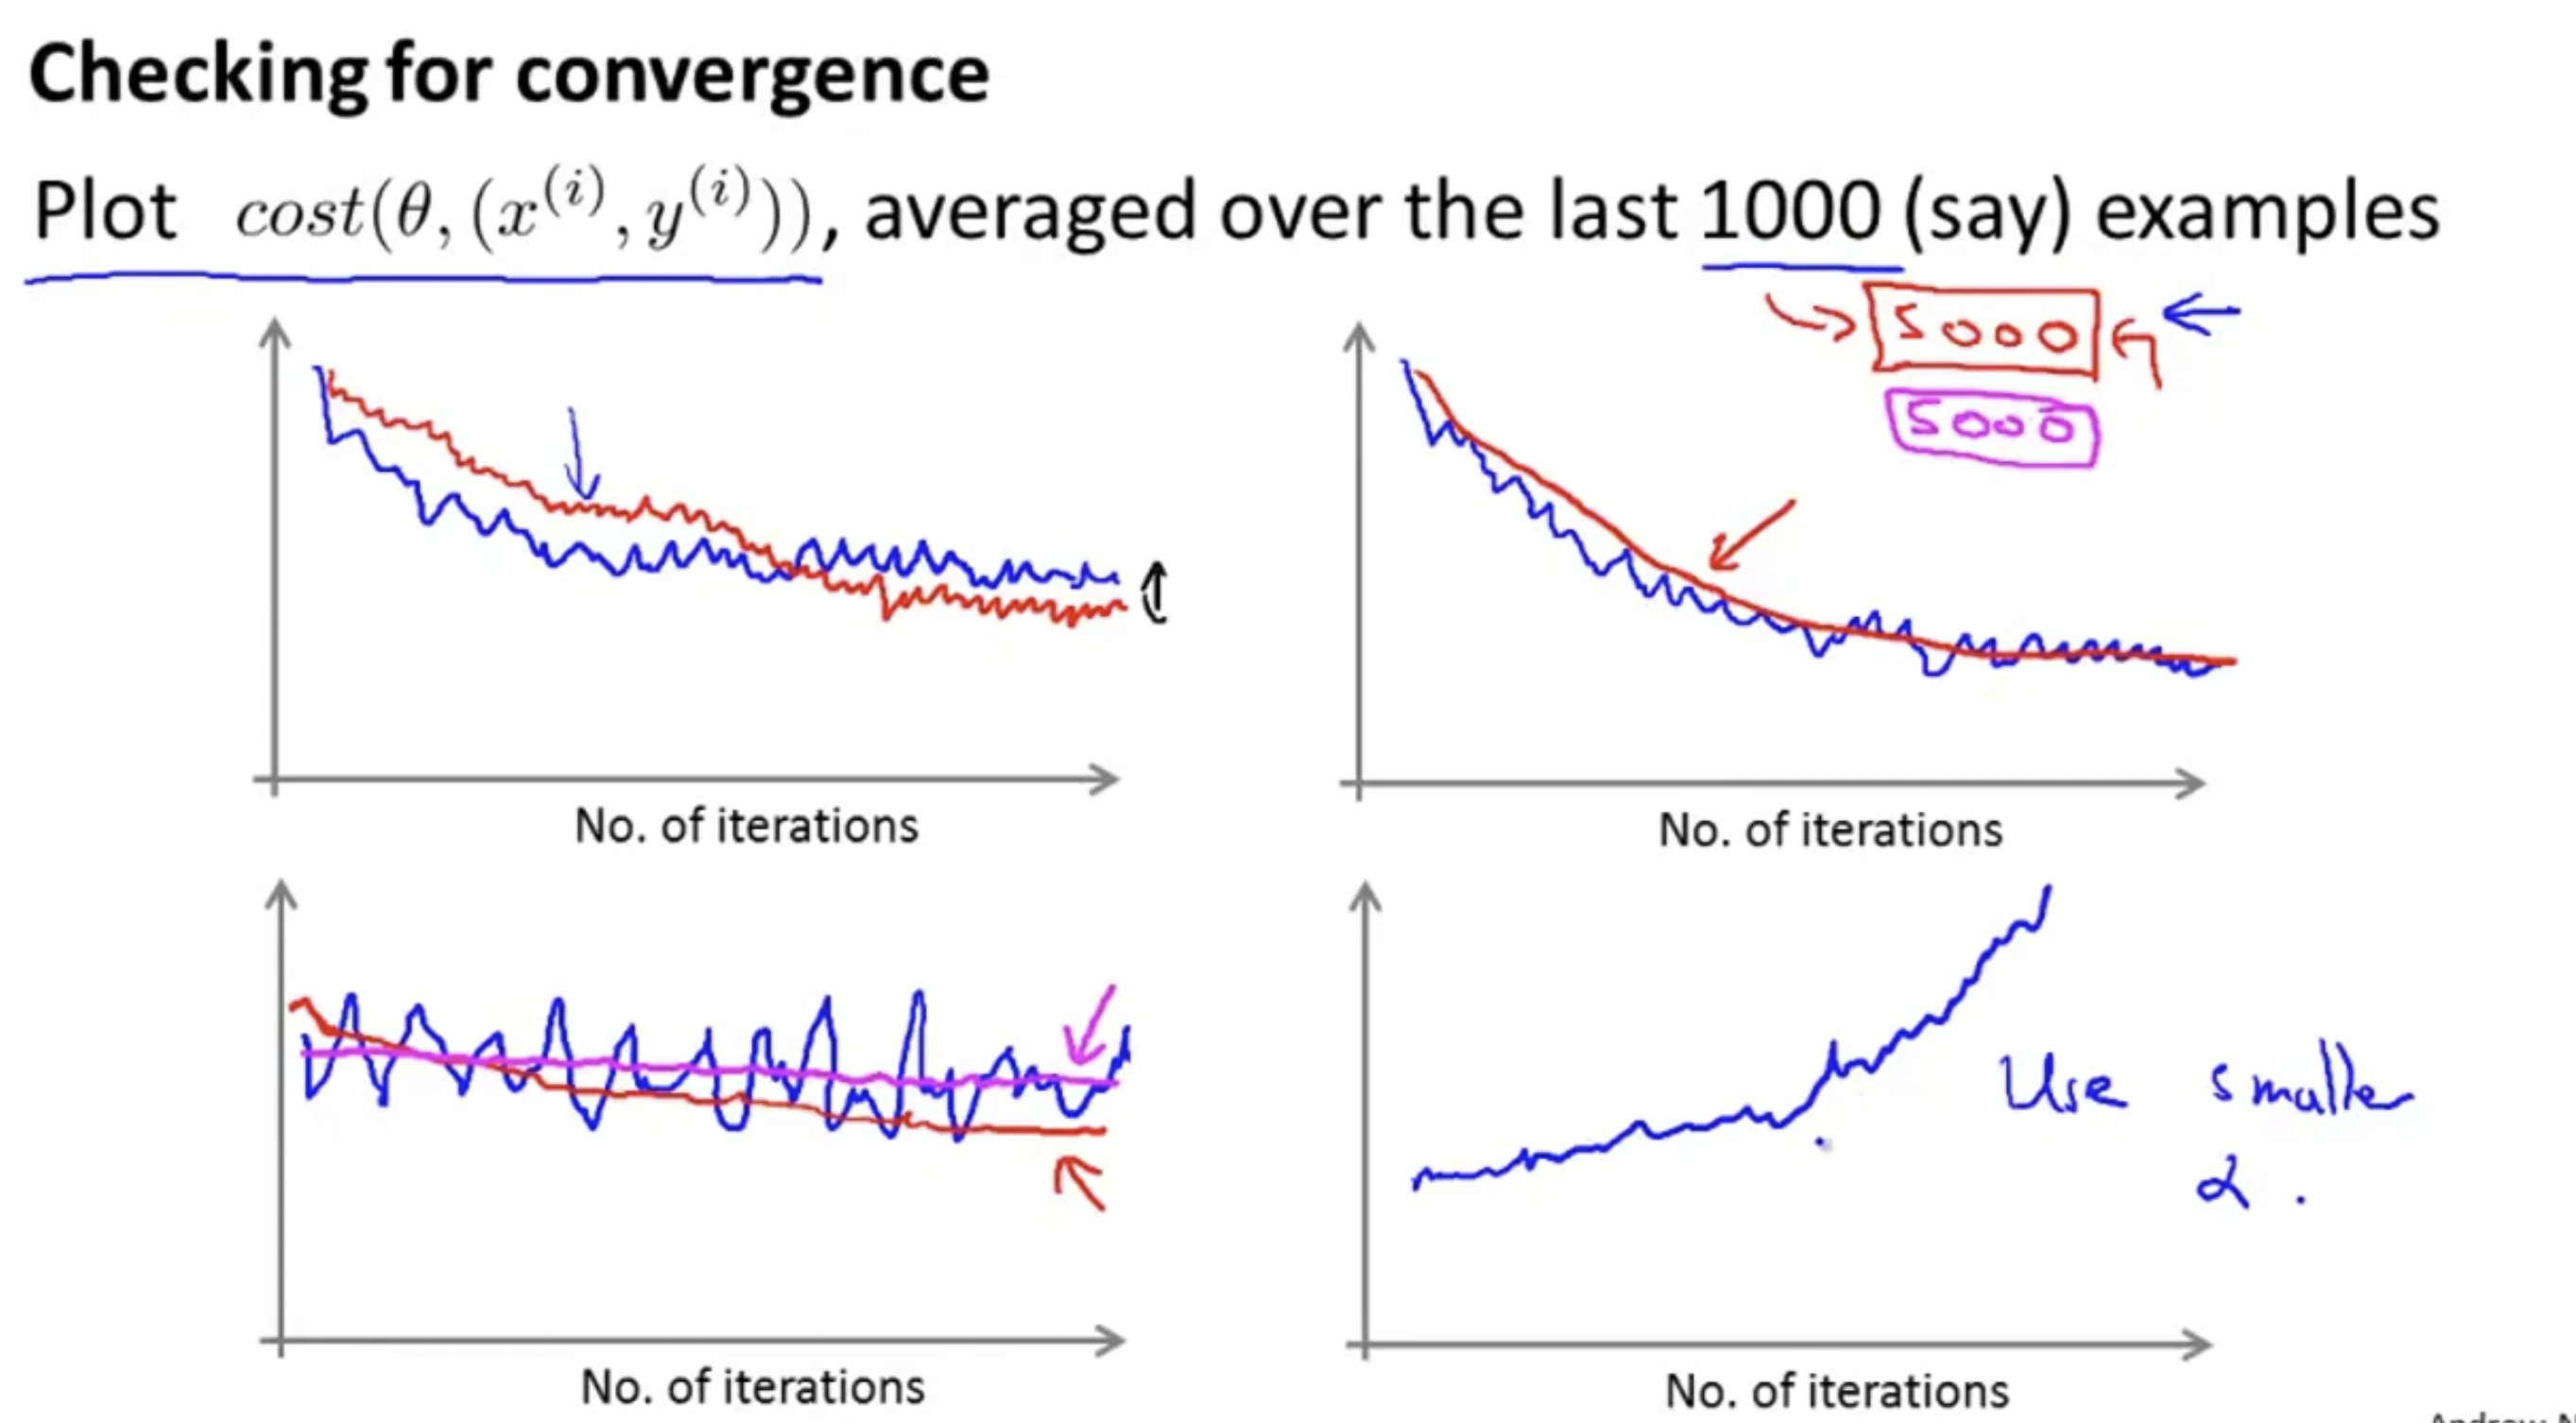 Checking for convergence
Plot cost(θ, (x^(i), y^(i))), averaged over the last 1000 (say) examples
5000
5000
No. of iterations
No. of iterations
Use smaller
α.
No. of iterations
No. of iterations
Andrew